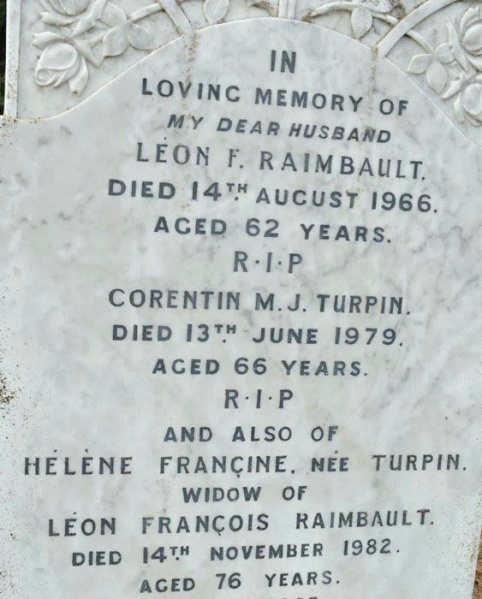 IN
LOVING MEMORY OF
MY DEAR HUSBAND
LÉON F. RAIMBAULT.
DIED 14TH AUGUST 1966.
AGED 62 YEARS.
R·I·P
CORENTIN M.J. TURPIN.
DIED 13TH JUNE 1979.
AGED 66 YEARS.
R·I·P
AND ALSO OF
HÉLÈNE FRANÇINE, NÉE TURPIN.
WIDOW OF
LÉON FRANÇOIS RAIMBAULT.
DIED 14TH NOVEMBER 1982.
AGED 76 YEARS.